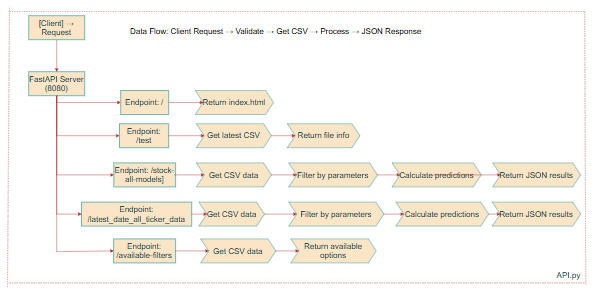 [Client] →
Request
Data Flow: Client Request → Validate → Get CSV → Process → JSON Response
FastAPI Server
(8080)
Endpoint: /
Return index.html
Endpoint:
/test
Get latest CSV
Return file info
Endpoint: /stock-
all-models]
Get CSV data
Filter by parameters
Calculate predictions
Return JSON results
Endpoint:
/latest_date_all_ticker_data
Get CSV data
Filter by parameters
Calculate predictions
Return JSON results
Endpoint:
/available-filters
Get CSV data
Return available
options
API.py